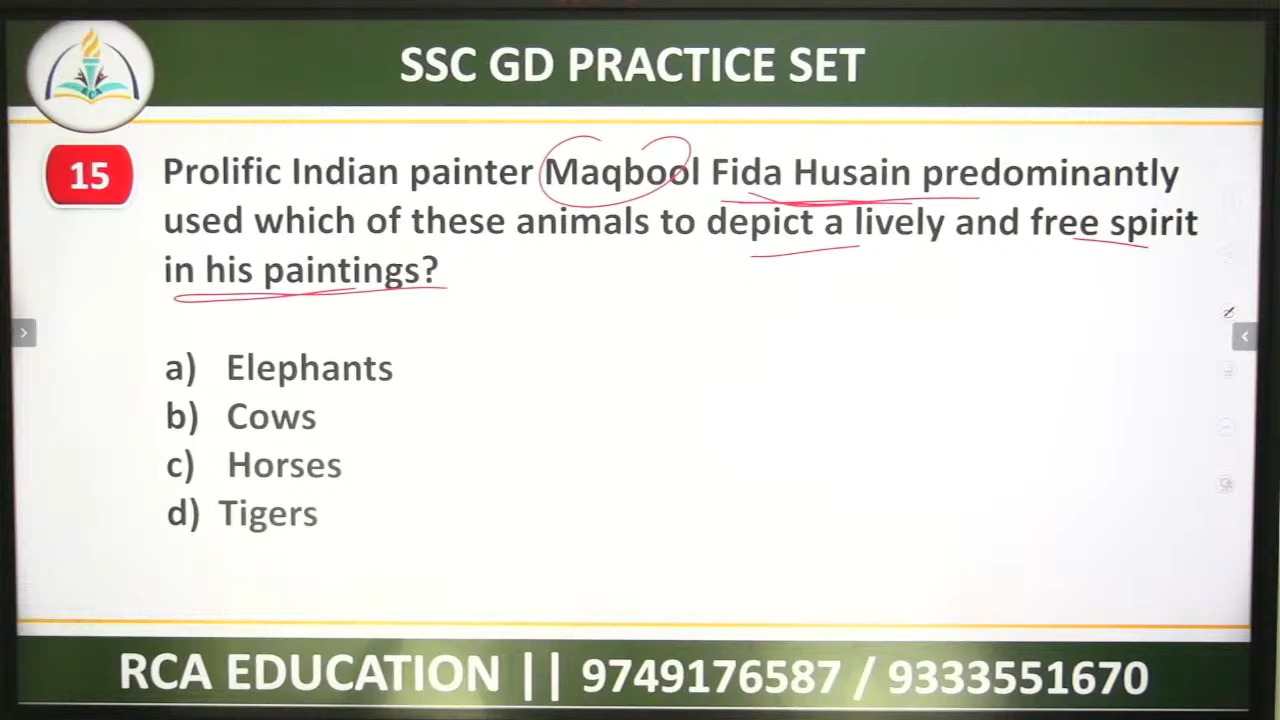 SSC GD PRACTICE SET
15
Prolific Indian painter Maqbool Fida Husain predominantly
used which of these animals to depict a lively and free spirit
in his paintings?
a) Elephants
b) Cows
c) Horses
d) Tigers
RCA EDUCATION || 9749176587 / 9333551670